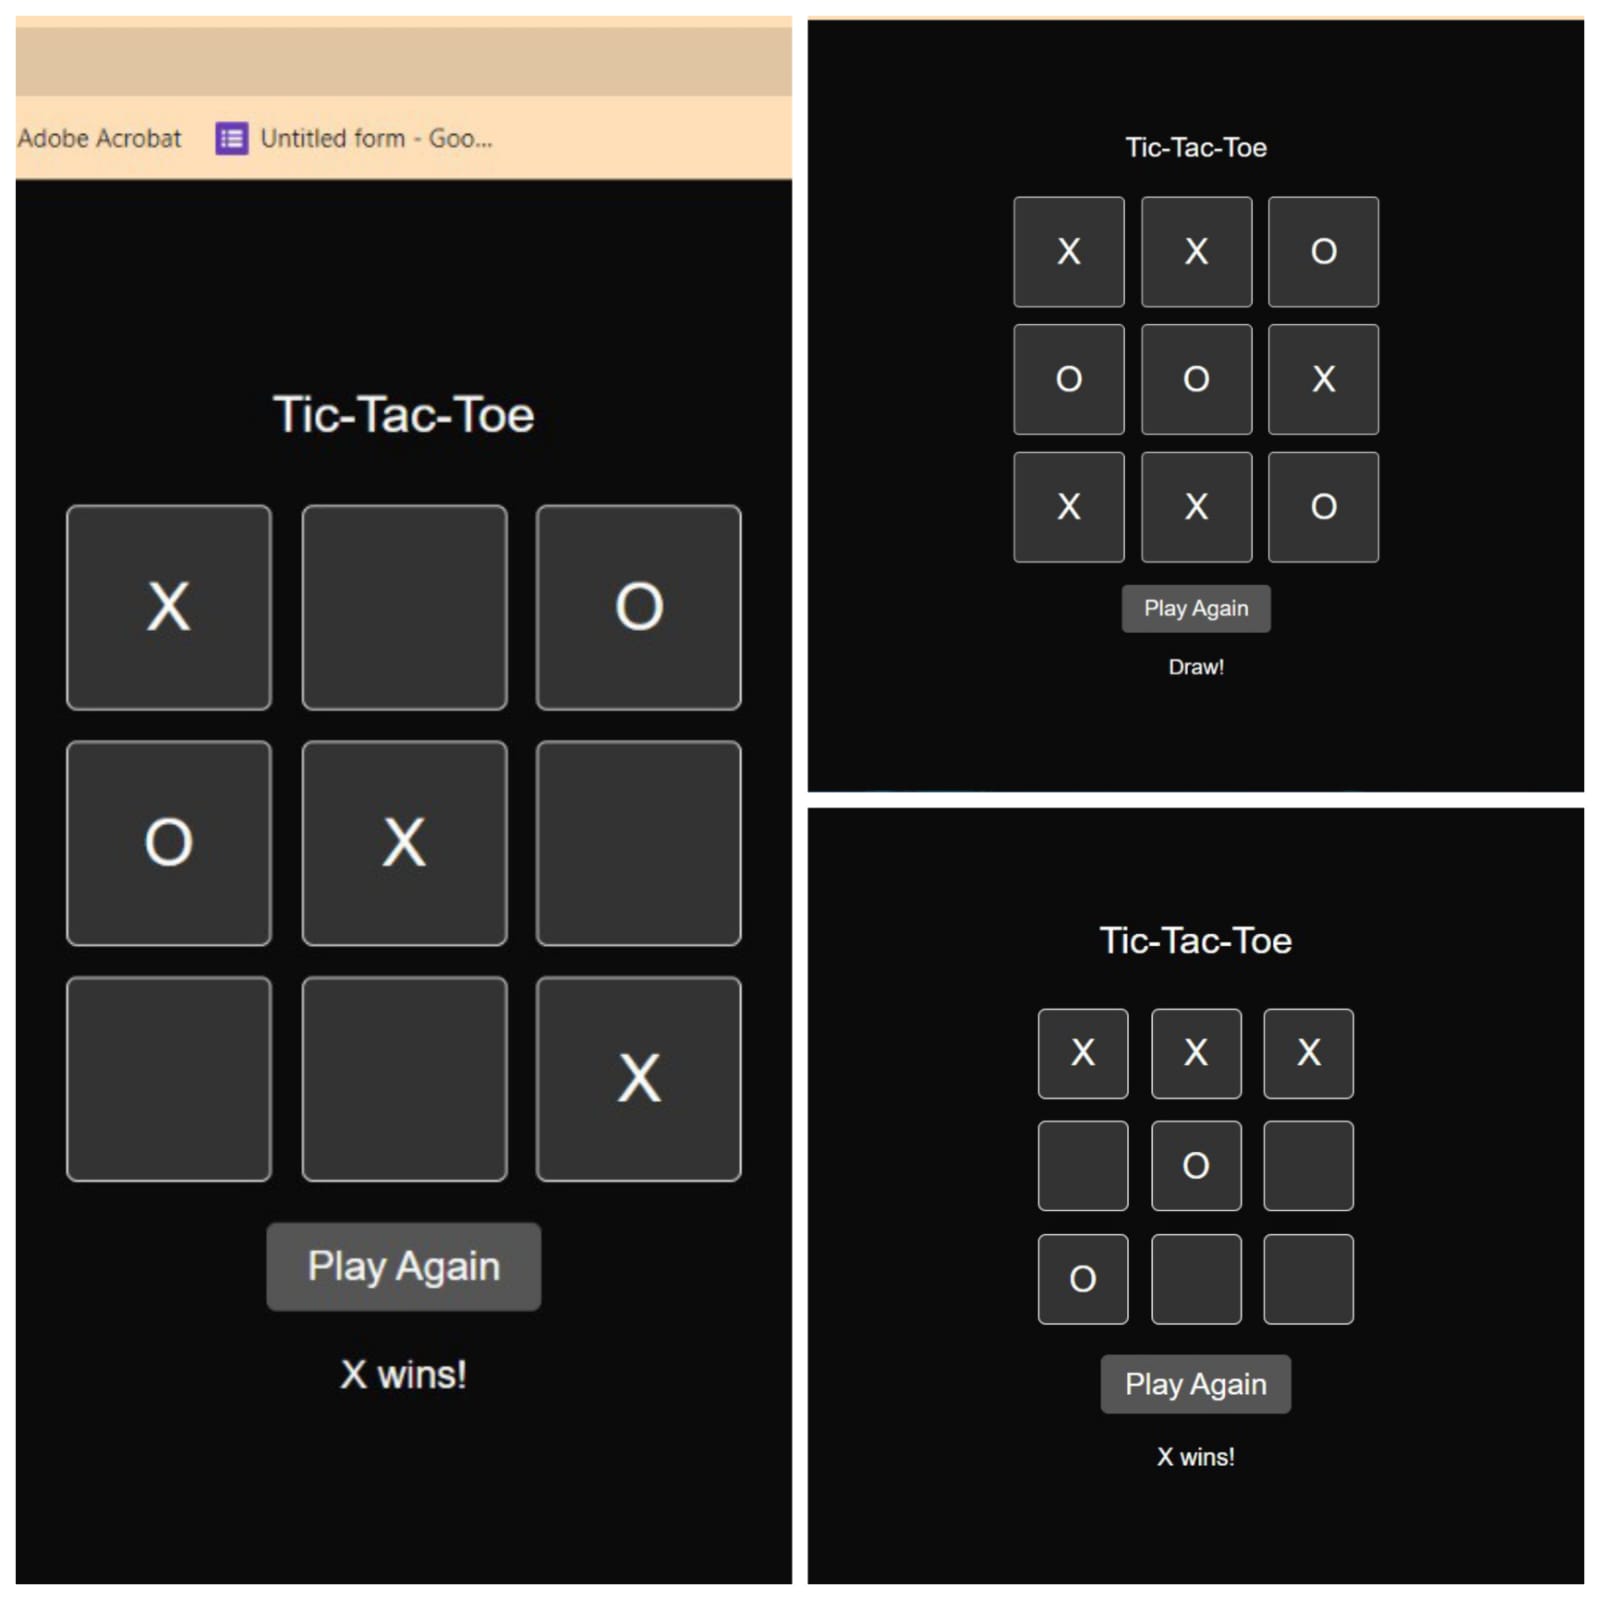 Adobe Acrobat Untitled form - Goo...
Tic-Tac-Toe
X O
O X
X
Play Again
X wins!
Tic-Tac-Toe
X X O
O O X
X X O
Play Again
Draw!
Tic-Tac-Toe
X X X
O
O
Play Again
X wins!